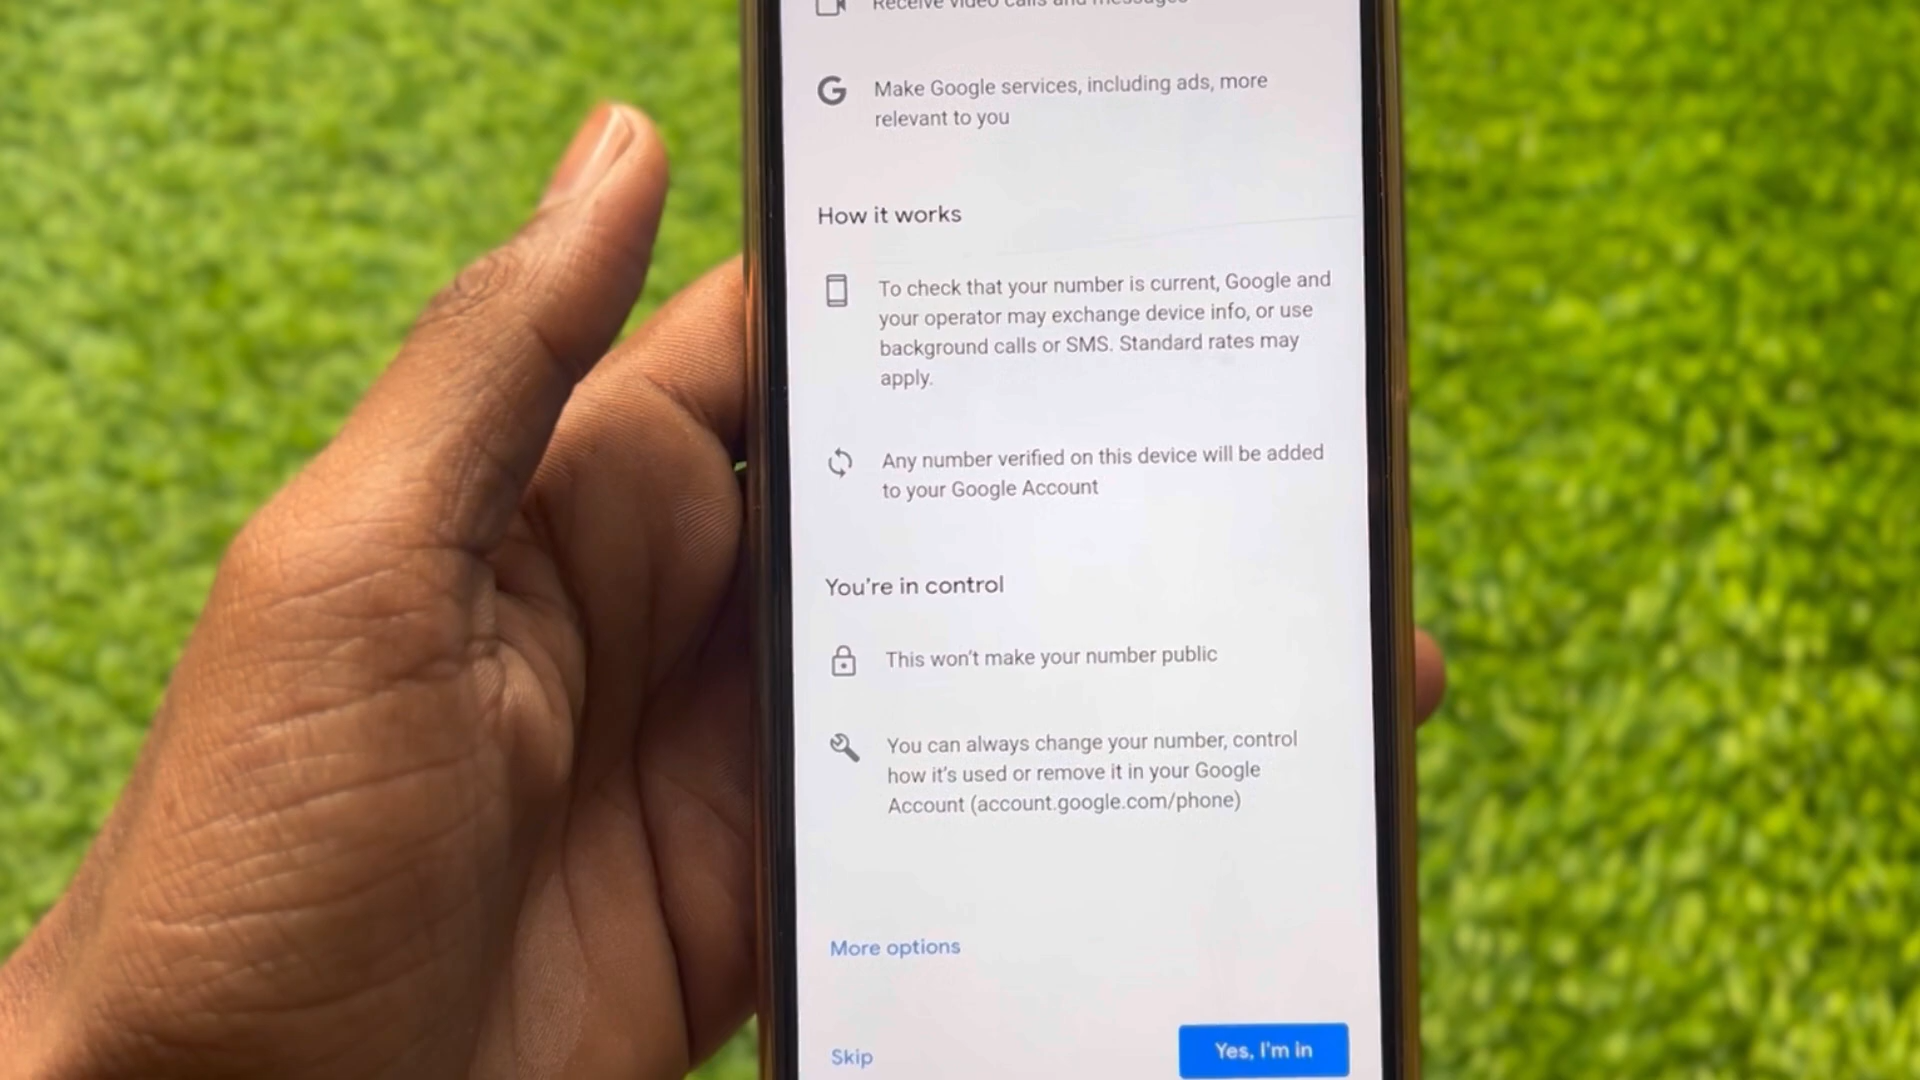 Receive video calls and messages
Make Google services, including ads, more
relevant to you
How it works
To check that your number is current, Google and
your operator may exchange device info, or use
background calls or SMS. Standard rates may
apply.
Any number verified on this device will be added
to your Google Account
You're in control
This won't make your number public
You can always change your number, control
how it's used or remove it in your Google
Account (account.google.com/phone)
More options
Skip
Yes, I'm in